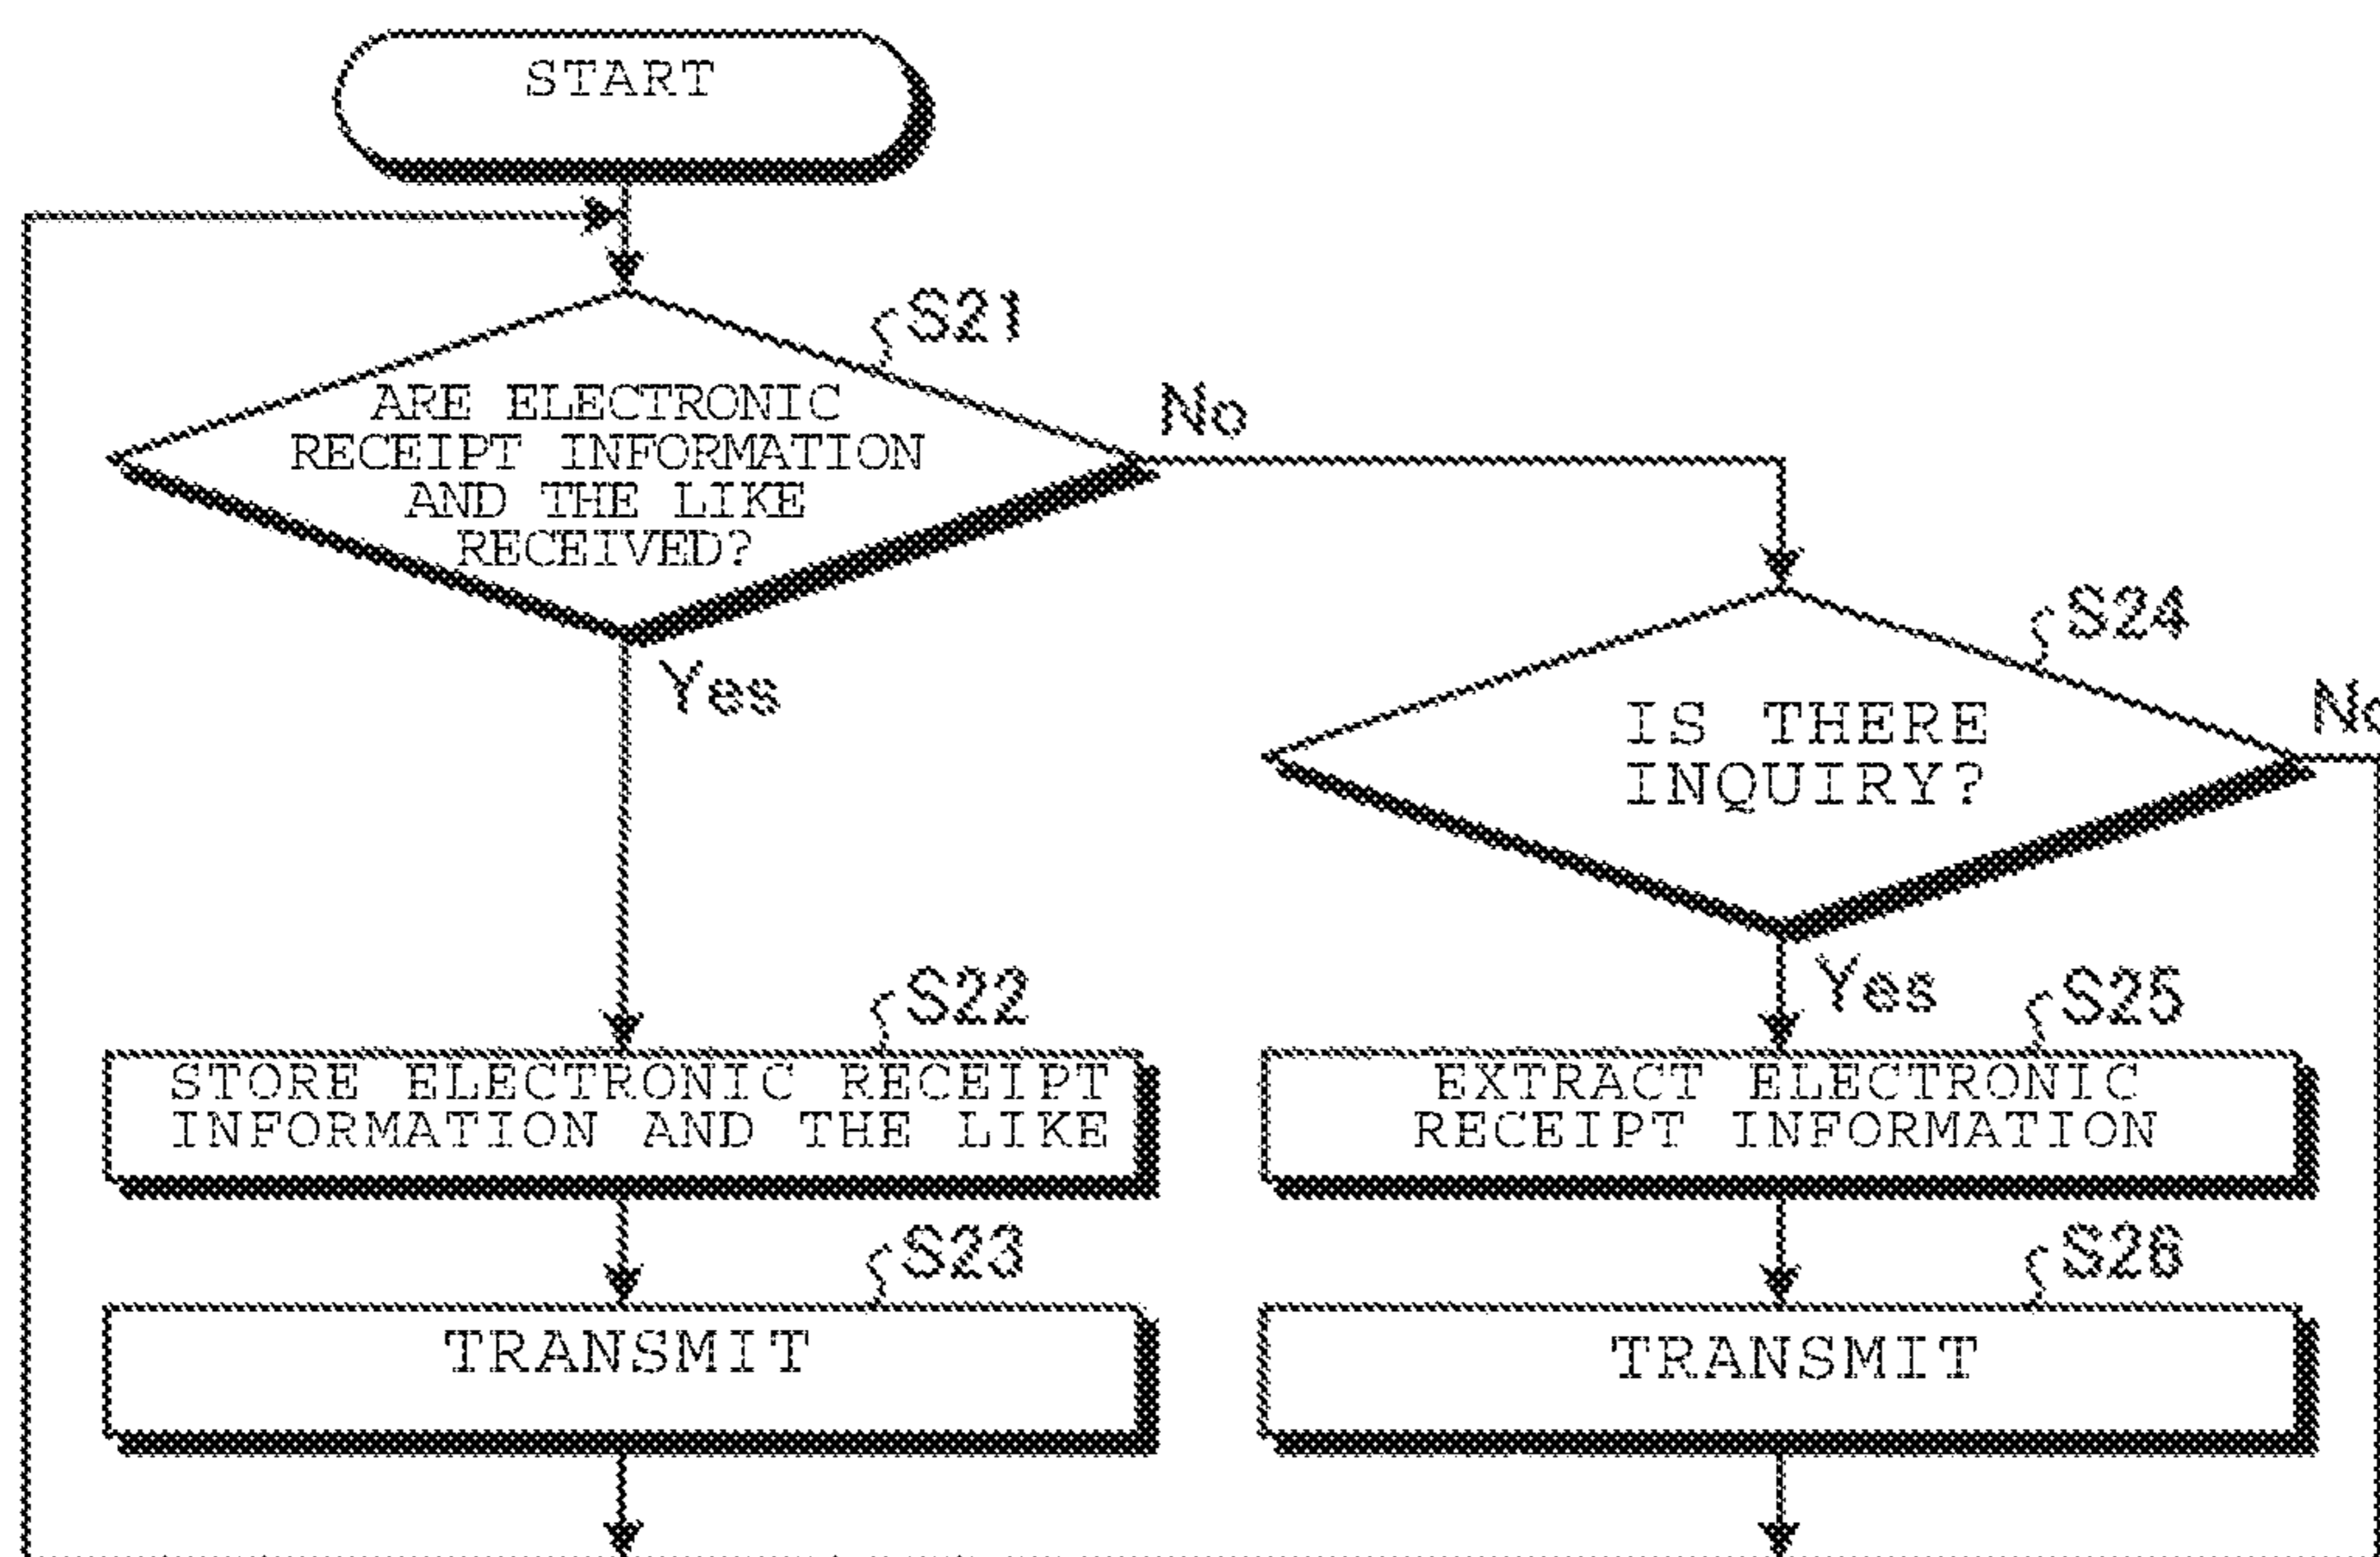 START
S21
ARE ELECTRONIC
RECEIPT INFORMATION
AND THE LIKE
RECEIVED?
No
Yes
S24
IS THERE
INQUIRY?
No
Yes
S22
STORE ELECTRONIC RECEIPT
INFORMATION AND THE LIKE
S25
EXTRACT ELECTRONIC
RECEIPT INFORMATION
S23
TRANSMIT
S26
TRANSMIT